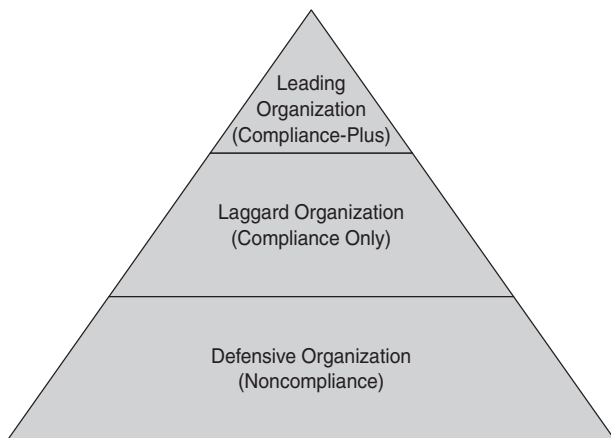 Leading
Organization
(Compliance-Plus)
Laggard Organization
(Compliance Only)
Defensive Organization
(Noncompliance)